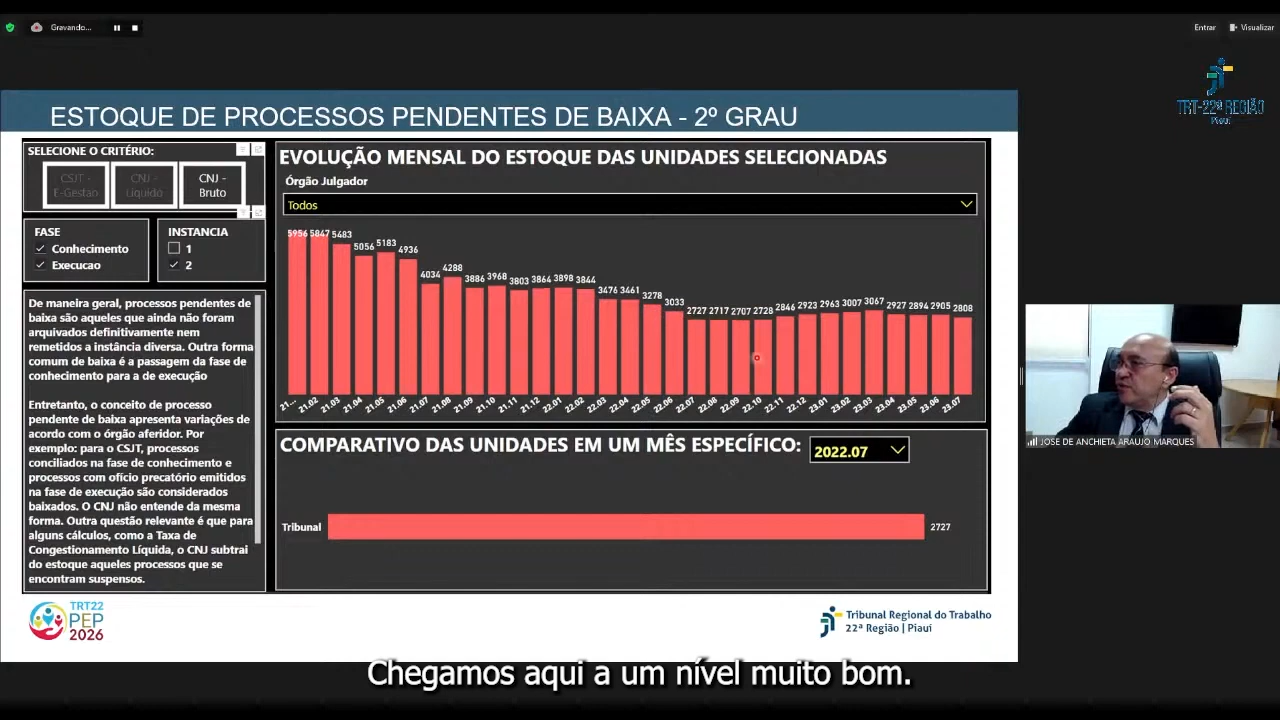 Gravando...
Entrar
Visualizar
TRT-22ª REGIÃO
Piauí
ESTOQUE DE PROCESSOS PENDENTES DE BAIXA - 2º GRAU
SELECIONE O CRITÉRIO:
CSJT -
E-Gestao
CNJ -
Líquido
CNJ -
Bruto
FASE
Conhecimento
Execucao
INSTANCIA
1
2
De maneira geral, processos pendentes de
baixa são aqueles que ainda não foram
arquivados definitivamente nem
remetidos a instância diversa. Outra forma
comum de baixa é a passagem da fase de
conhecimento para a de execução
Entretanto, o conceito de processo
pendente de baixa apresenta variações de
acordo com o órgão aferidor. Por
exemplo: para o CSJT, processos
conciliados na fase de conhecimento e
processos com ofício precatório emitidos
na fase de execução são considerados
baixados. O CNJ não entende da mesma
forma. Outra questão relevante é que para
alguns cálculos, como a Taxa de
Congestionamento Líquida, o CNJ subtrai
do estoque aqueles processos que se
encontram suspensos.
EVOLUÇÃO MENSAL DO ESTOQUE DAS UNIDADES SELECIONADAS
Órgão Julgador
Todos
5956 5847 5483 5056 5183 4936 4034 4288 3886 3968 3803 3864 3898 3844 3476 3461 3278 3033 2727 2717 2707 2728 2846 2923 2963 3007 3067 2927 2894 2905 2808
21... 21.02 21.03 21.04 21.05 21.06 21.07 21.08 21.09 21.10 21.11 21.12 22.01 22.02 22.03 22.04 22.05 22.06 22.07 22.08 22.09 22.10 22.11 22.12 23.01 23.02 23.03 23.04 23.05 23.06 23.07
COMPARATIVO DAS UNIDADES EM UM MÊS ESPECÍFICO:
2022.07
Tribunal
2727
JOSE DE ANCHIETA ARAUJO MARQUES
TRT22
PEP
2026
Tribunal Regional do Trabalho
22ª Região | Piauí
Chegamos aqui a um nível muito bom.